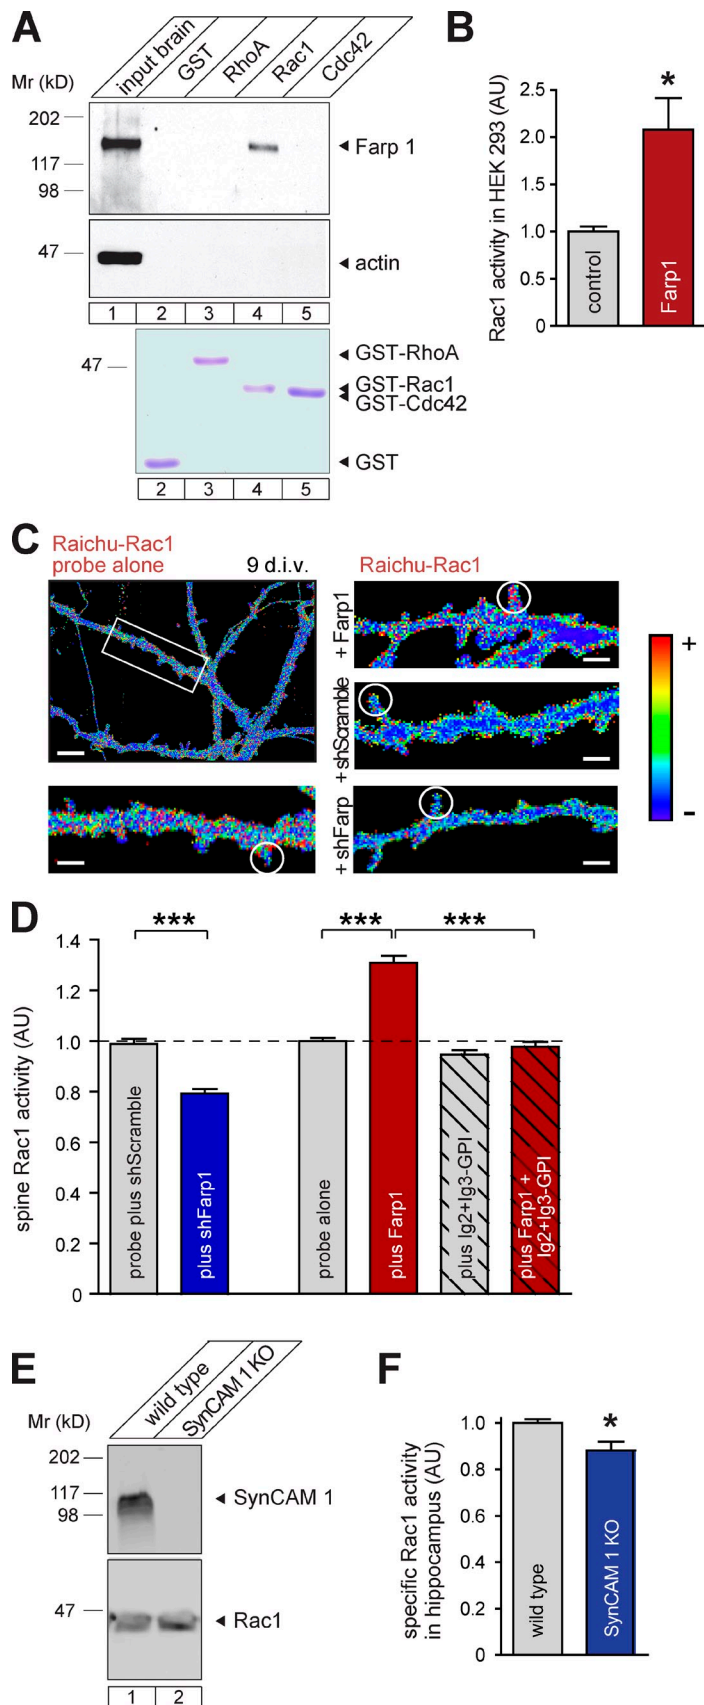 A
input brain
GST
RhoA
Rac1
Cdc42
Mr (kD)
202
117
98
Farp 1
47
actin
1 2 3 4 5
47
GST-RhoA
GST-Rac1
GST-Cdc42
GST
2 3 4 5
B
Rac1 activity in HEK 293 (AU)
2.5
2.0
1.5
1.0
0.5
0
*
control
Farp1
C
Raichu-Rac1
probe alone
9 d.i.v.
Raichu-Rac1
+ Farp1
+ shScramble
+ shFarp
+
-
D
spine Rac1 activity (AU)
1.4
1.2
1.0
0.8
0.6
0.4
0.2
0
***
***
***
probe plus shScramble
plus shFarp1
probe alone
plus Farp1
plus Ig2+Ig3-GPI
plus Farp1 +
Ig2+Ig3-GPI
E
wild type
SynCAM 1 KO
Mr (kD)
202
117
98
SynCAM 1
47
Rac1
1 2
F
specific Rac1 activity
in hippocampus (AU)
1.0
0.8
0.6
0.4
0.2
0
*
wild type
SynCAM 1 KO